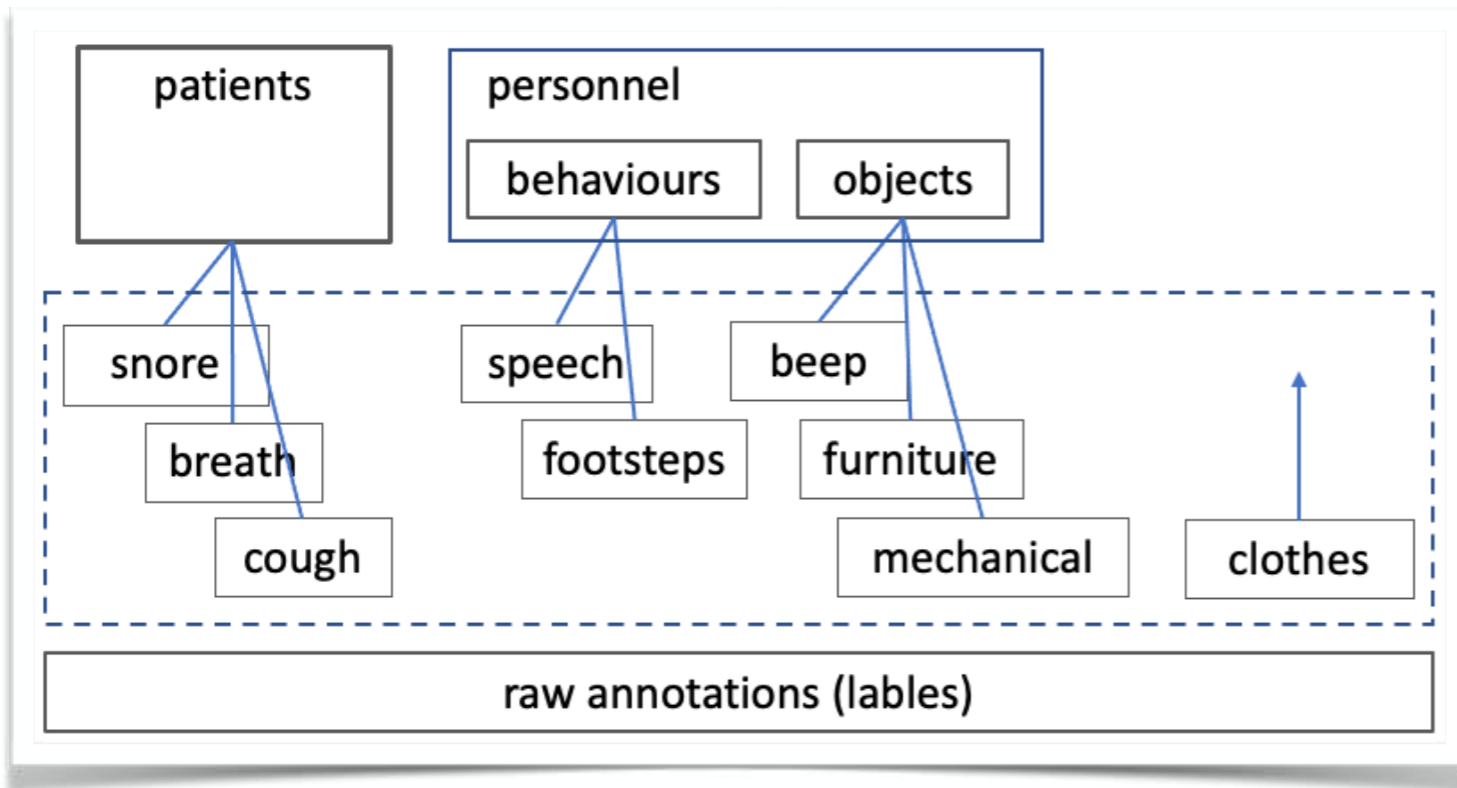 patients
personnel
behaviours
objects
snore
speech
beep
breath
footsteps
furniture
cough
mechanical
clothes
raw annotations (lables)